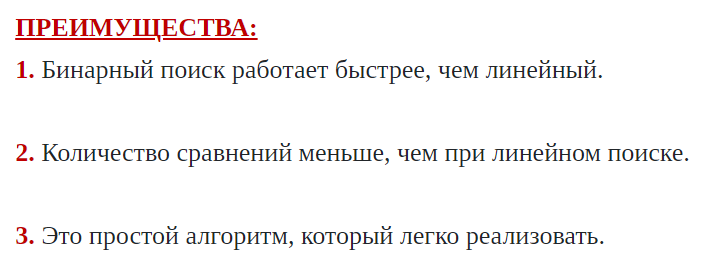 ПРЕИМУЩЕСТВА:
1. Бинарный поиск работает быстрее, чем линейный.
2. Количество сравнений меньше, чем при линейном поиске.
3. Это простой алгоритм, который легко реализовать.